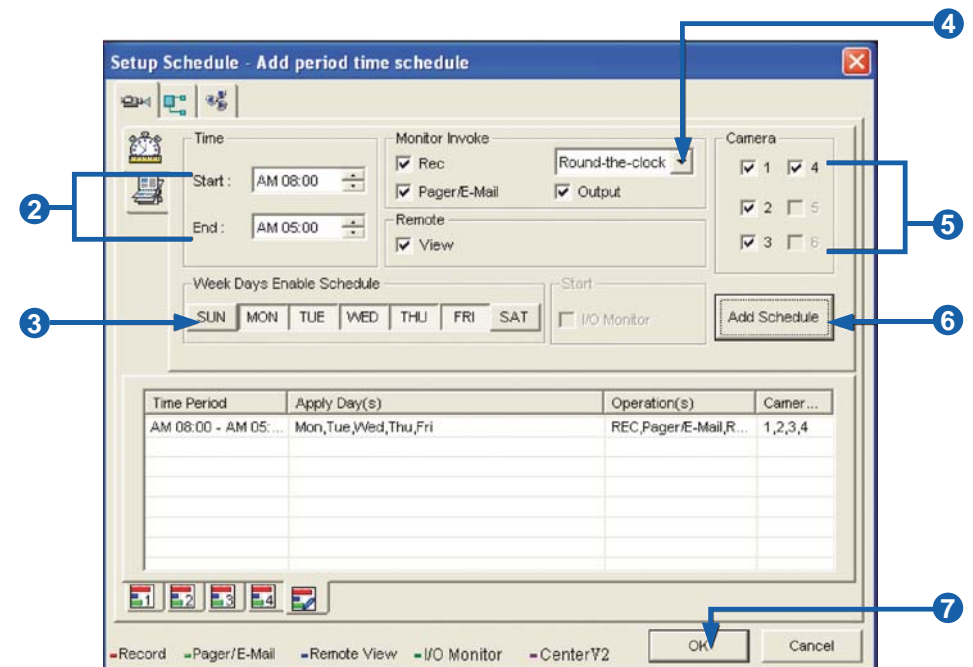 4
Setup Schedule - Add period time schedule
Time
Monitor Invoke
Camera
Rec
Round-the-clock
1
4
2
Start :
AM 08:00
Pager/E-Mail
Output
2
5
5
End :
AM 05:00
Remote
View
3
6
Week Days Enable Schedule
Start
3
SUN MON TUE WED THU FRI SAT
I/O Monitor
Add Schedule
6
Time Period
Apply Day(s)
Operation(s)
Camer...
AM 08:00 - AM 05:...
Mon,Tue,Wed,Thu,Fri
REC,Pager/E-Mail,R...
1,2,3,4
1 2 3 4
7
Record
Pager/E-Mail
Remote View
I/O Monitor
CenterV2
OK
Cancel